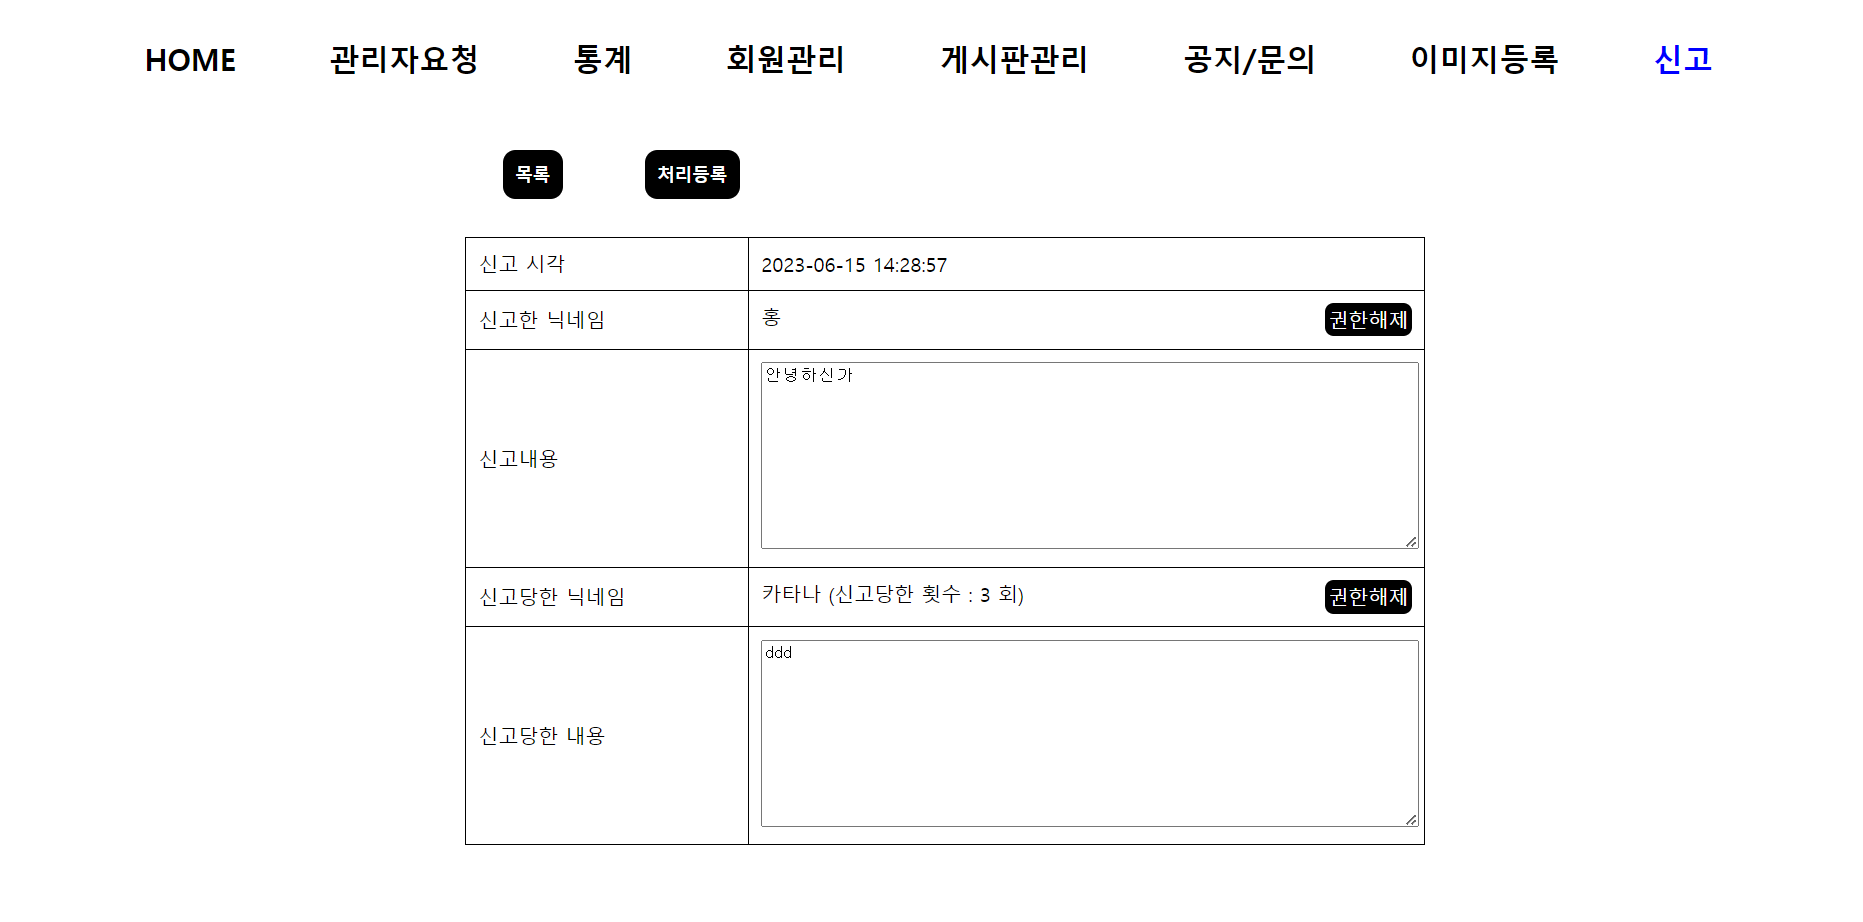 HOME 관리자요청 통계 회원관리 게시판관리 공지/문의 이미지등록 신고
목록 처리등록
신고 시각 2023-06-15 14:28:57
신고한 닉네임 홍 권한해제
신고내용 안녕하신가
신고당한 닉네임 카타나 (신고당한 횟수 : 3 회) 권한해제
신고당한 내용 ddd